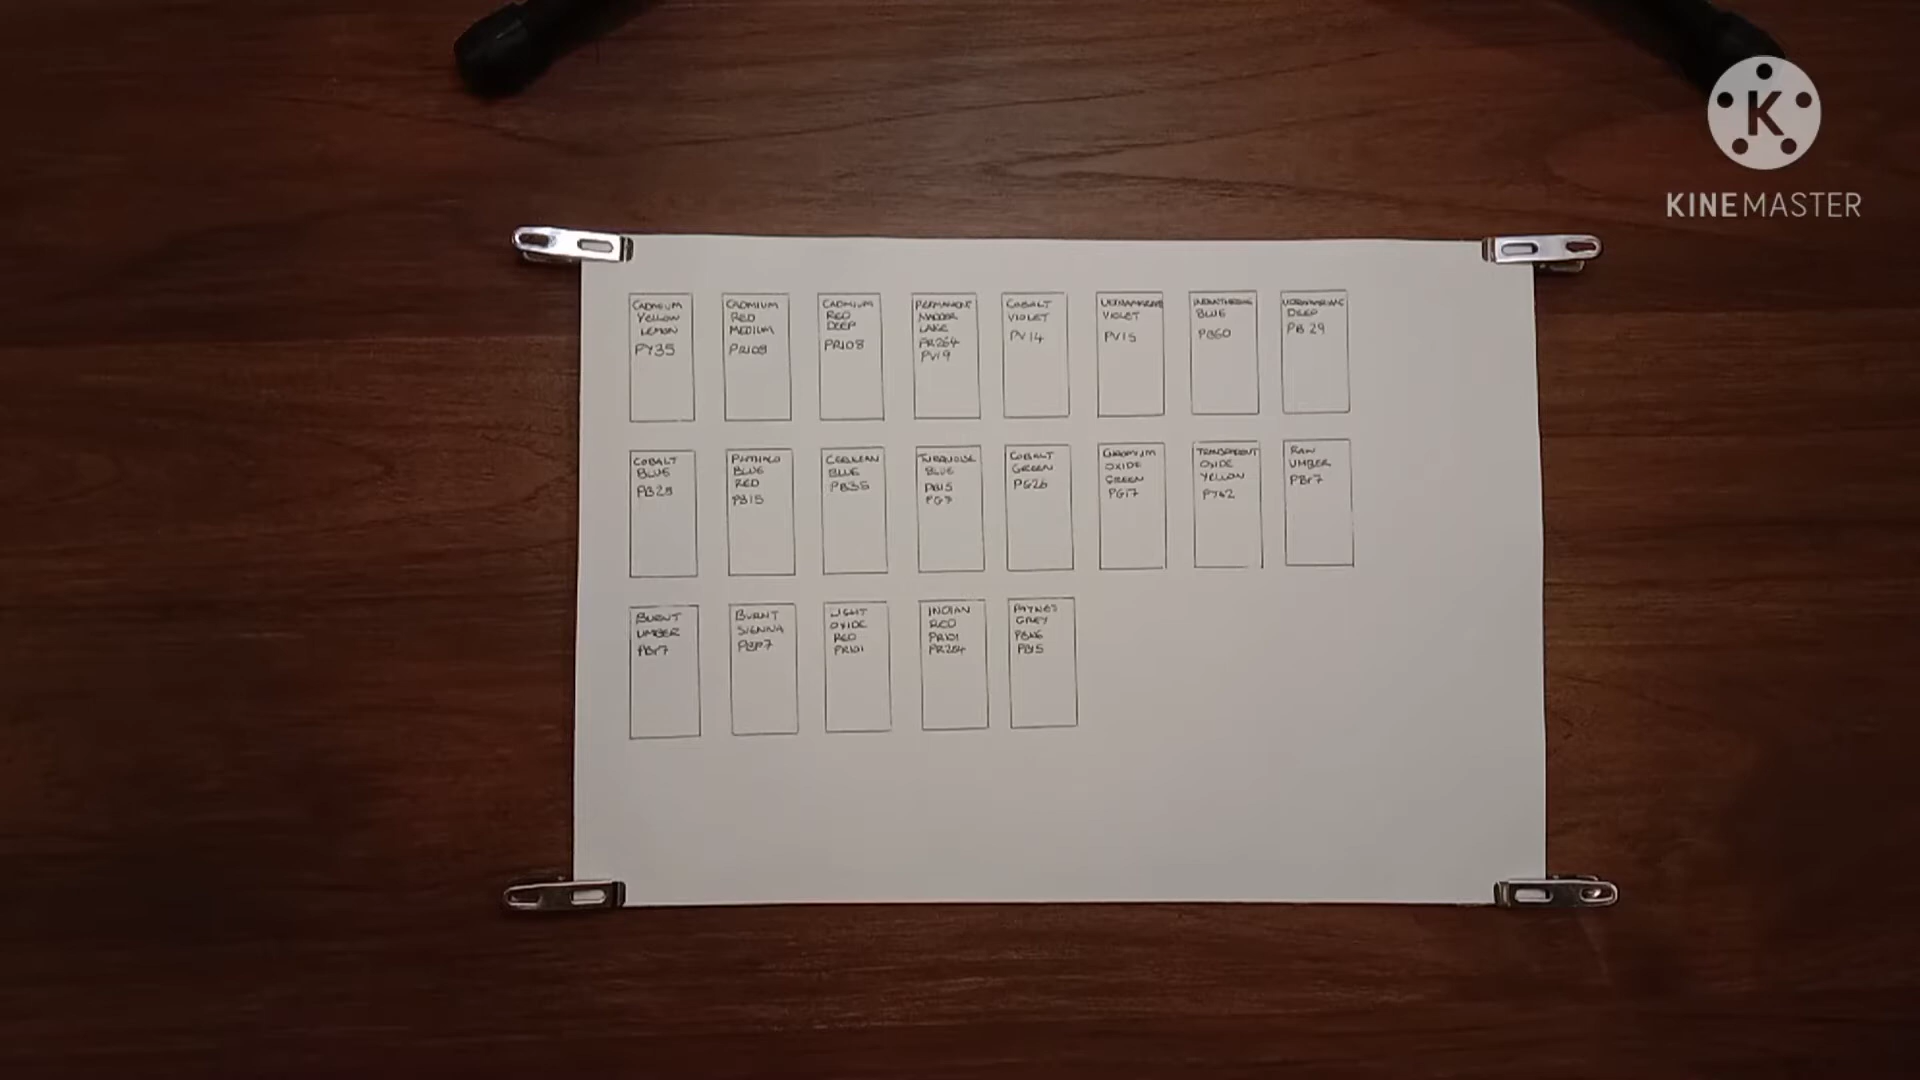 K
KINEMASTER
CADMIUM
YELLOW
LEMON
PY35
CADMIUM
RED
MEDIUM
PR108
CADMIUM
RED
DEEP
PR108
PERMANENT
MADDER
LAKE
PR264
PV19
COBALT
VIOLET
PV14
ULTRAMARINE
VIOLET
PV15
INDANTHRENE
BLUE
PB60
ULTRAMARINE
DEEP
PB 29
COBALT
BLUE
PB28
PHTHALO
BLUE
RED
PB15
CERULEAN
BLUE
PB35
TURQUOISE
BLUE
PB15
PG7
COBALT
GREEN
PG26
CHROMIUM
OXIDE
GREEN
PG17
TRANSPARENT
OXIDE
YELLOW
PY42
RAW
UMBER
PBr7
BURNT
UMBER
PBr7
BURNT
SIENNA
PBr7
LIGHT
OXIDE
RED
PR101
INDIAN
RED
PR101
PR264
PAYNES
GREY
PBk6
PB15